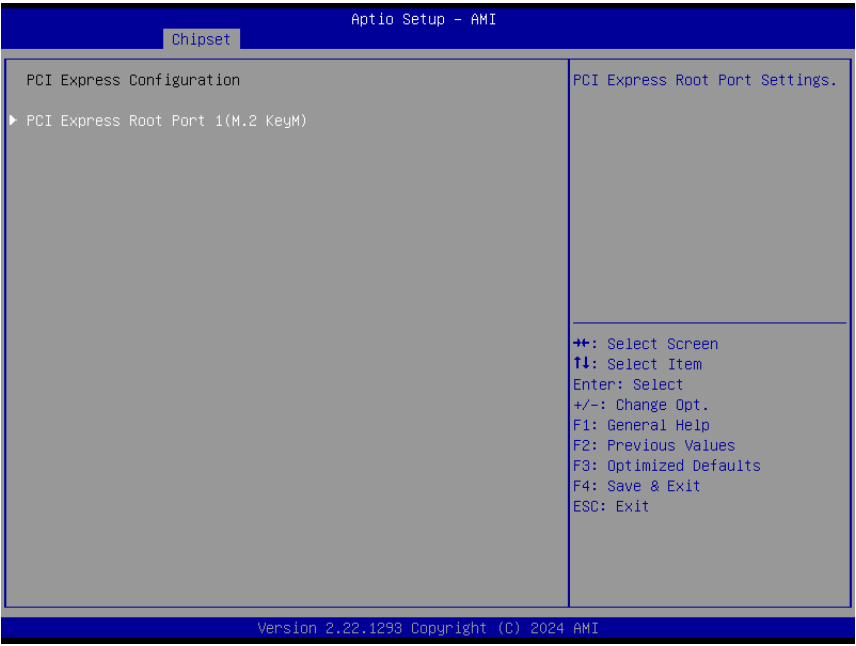 Aptio Setup – AMI
Chipset
PCI Express Configuration
PCI Express Root Port 1(M.2 KeyM)
PCI Express Root Port Settings.
→←: Select Screen
↑↓: Select Item
Enter: Select
+/-: Change Opt.
F1: General Help
F2: Previous Values
F3: Optimized Defaults
F4: Save & Exit
ESC: Exit
Version 2.22.1293 Copyright (C) 2024 AMI